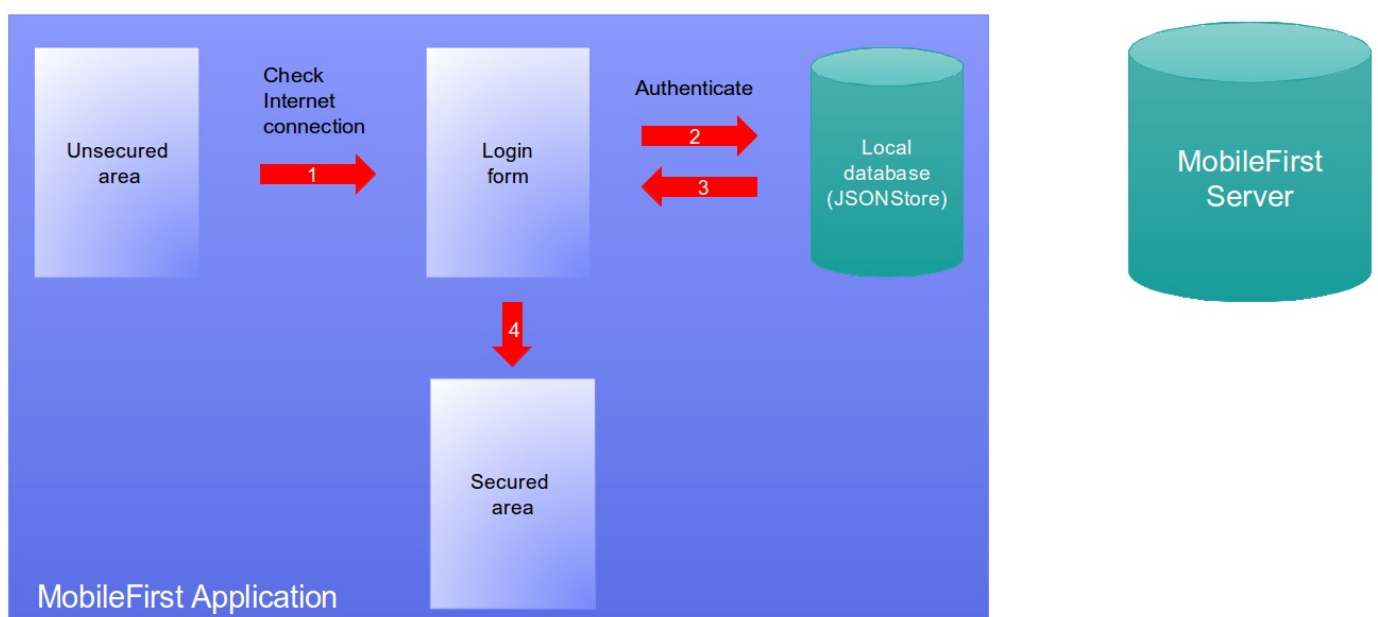 Unsecured
area
Check
Internet
connection
1
Login
form
Authenticate
2
3
Local
database
(JSONStore)
MobileFirst
Server
4
Secured
area
MobileFirst Application